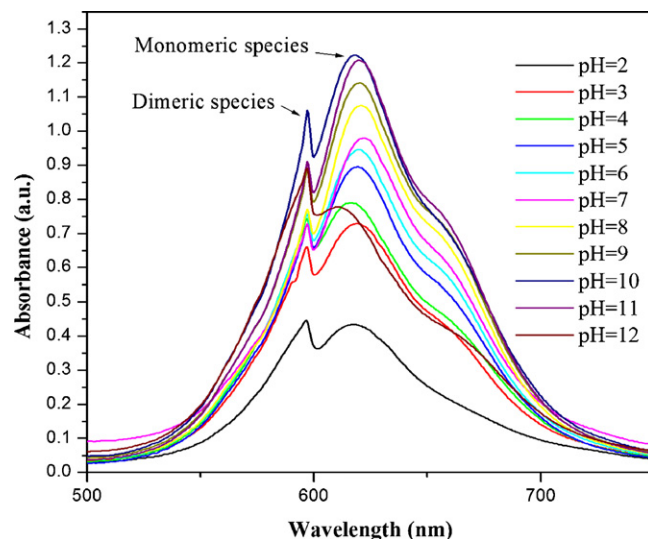 1.3
1.2
1.1
1.0
0.9
0.8
0.7
0.6
0.5
0.4
0.3
0.2
0.1
0.0
Absorbance (a.u.)
Monomeric species
Dimeric species
pH=2
pH=3
pH=4
pH=5
pH=6
pH=7
pH=8
pH=9
pH=10
pH=11
pH=12
500
600
700
Wavelength (nm)